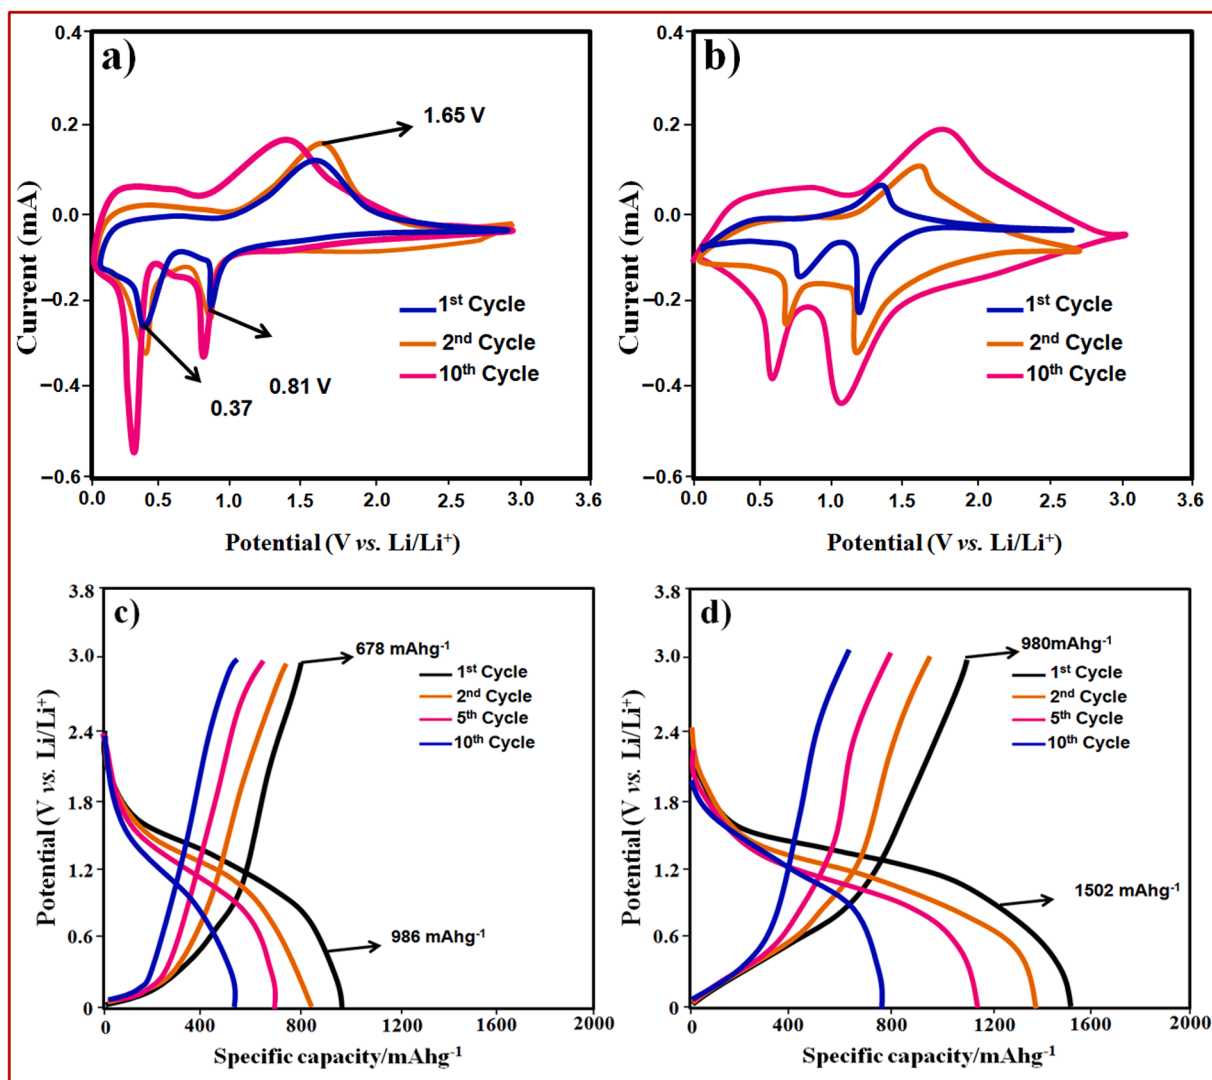 a)
0.4
0.2
0.0
−0.2
−0.4
−0.6
Current (mA)
1.65 V
0.81 V
0.37
1st Cycle
2nd Cycle
10th Cycle
0.0 0.5 1.0 1.5 2.0 2.5 3.0 3.6
Potential (V vs. Li/Li+)
b)
0.4
0.2
0.0
−0.2
−0.4
−0.6
Current (mA)
1st Cycle
2nd Cycle
10th Cycle
0.0 0.5 1.0 1.5 2.0 2.5 3.0 3.6
Potential (V vs. Li/Li+)
c)
3.8
3.0
2.4
1.8
1.2
0.6
0
Potential (V vs. Li/Li+)
678 mAhg-1
1st Cycle
2nd Cycle
5th Cycle
10th Cycle
986 mAhg-1
0 400 800 1200 1600 2000
Specific capacity/mAhg-1
d)
3.8
3.0
2.4
1.8
1.2
0.6
0
Potential (V vs. Li/Li+)
980mAhg-1
1st Cycle
2nd Cycle
5th Cycle
10th Cycle
1502 mAhg-1
0 400 800 1200 1600 2000
Specific capacity/mAhg-1